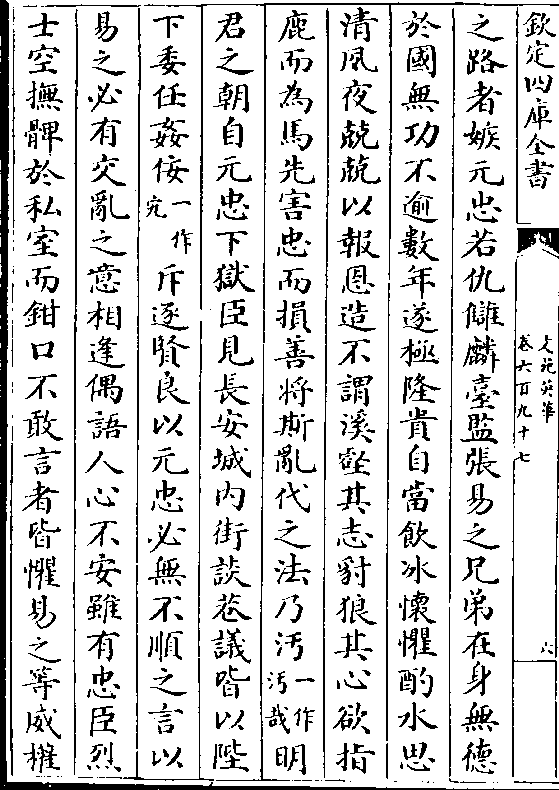 欽定四庫全書
文苑英華
卷六百九十七
六
之路者嫉元忠若仇讎麟臺監張易之兄弟在身無德
於國無功不逾數年遂極隆貴自當飲冰懷懼酌水思
清夙夜兢兢以報恩造不謂溪壑其志豺狼其心欲指
鹿而為馬先害忠而損善將斯亂代之法乃汚一作汚哉明
君之朝自元忠下獄臣見長安城内街談巷議皆以陛
下委任姦佞一作宄斥逐賢良以元忠必無不順之言以
易之必有交亂之意相逢偶語人心不安雖有忠臣烈
士空撫髀於私室而鉗口不敢言者皆懼易之等威權